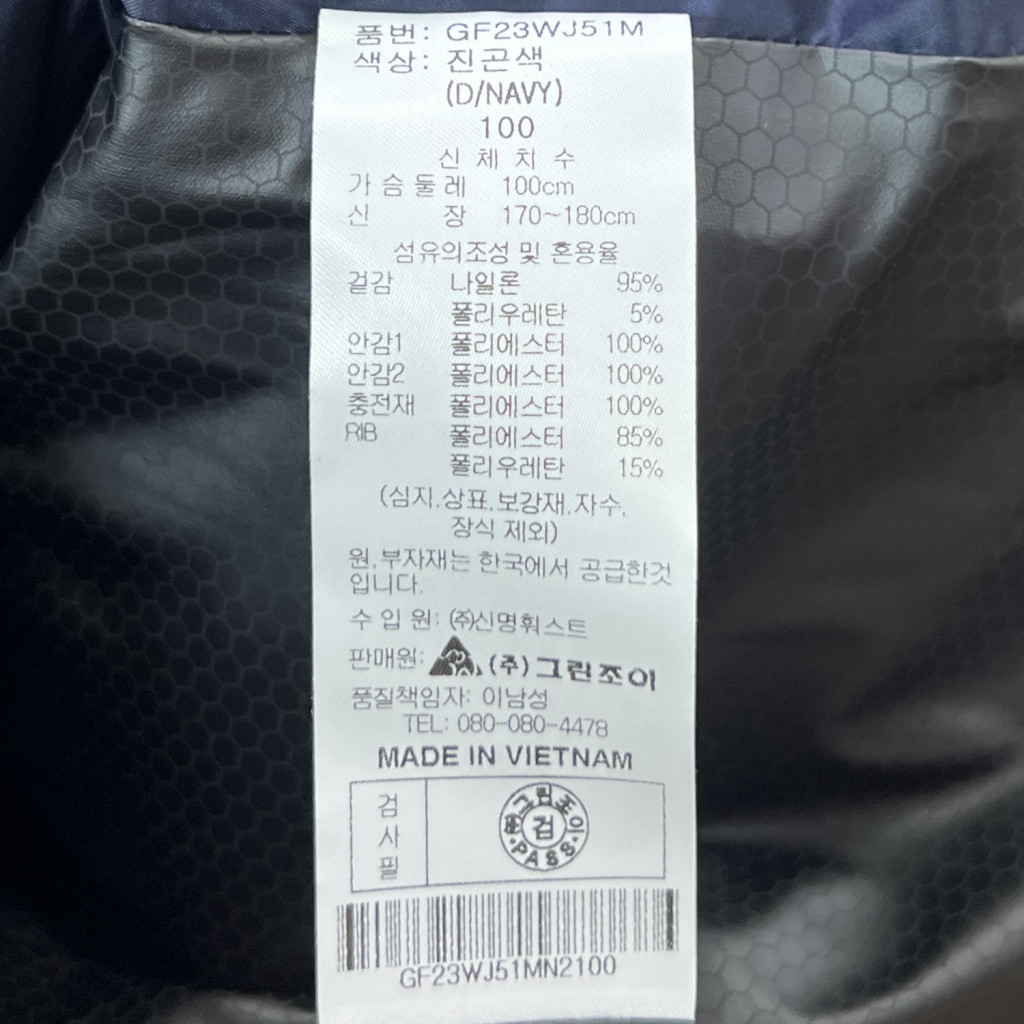 품번: GF23WJ51M
색상: 진곤색
(D/NAVY)
100
신 체 치 수
가 슴 둘 레 100cm
신 장 170~180cm
섬유의조성 및 혼용율
겉감 나일론 95%
폴리우레탄 5%
안감1 폴리에스터 100%
안감2 폴리에스터 100%
충전재 폴리에스터 100%
RIB 폴리에스터 85%
폴리우레탄 15%
(심지,상표,보강재,자수,
장식 제외)
원,부자재는 한국에서 공급한것
입니다.
수 입 원: (주)신명훠스트
판매원: (주)그린조이
품질책임자: 이남성
TEL: 080-080-4478
MADE IN VIETNAM
검사필
그린조이
검
PASS
GF23WJ51MN2100